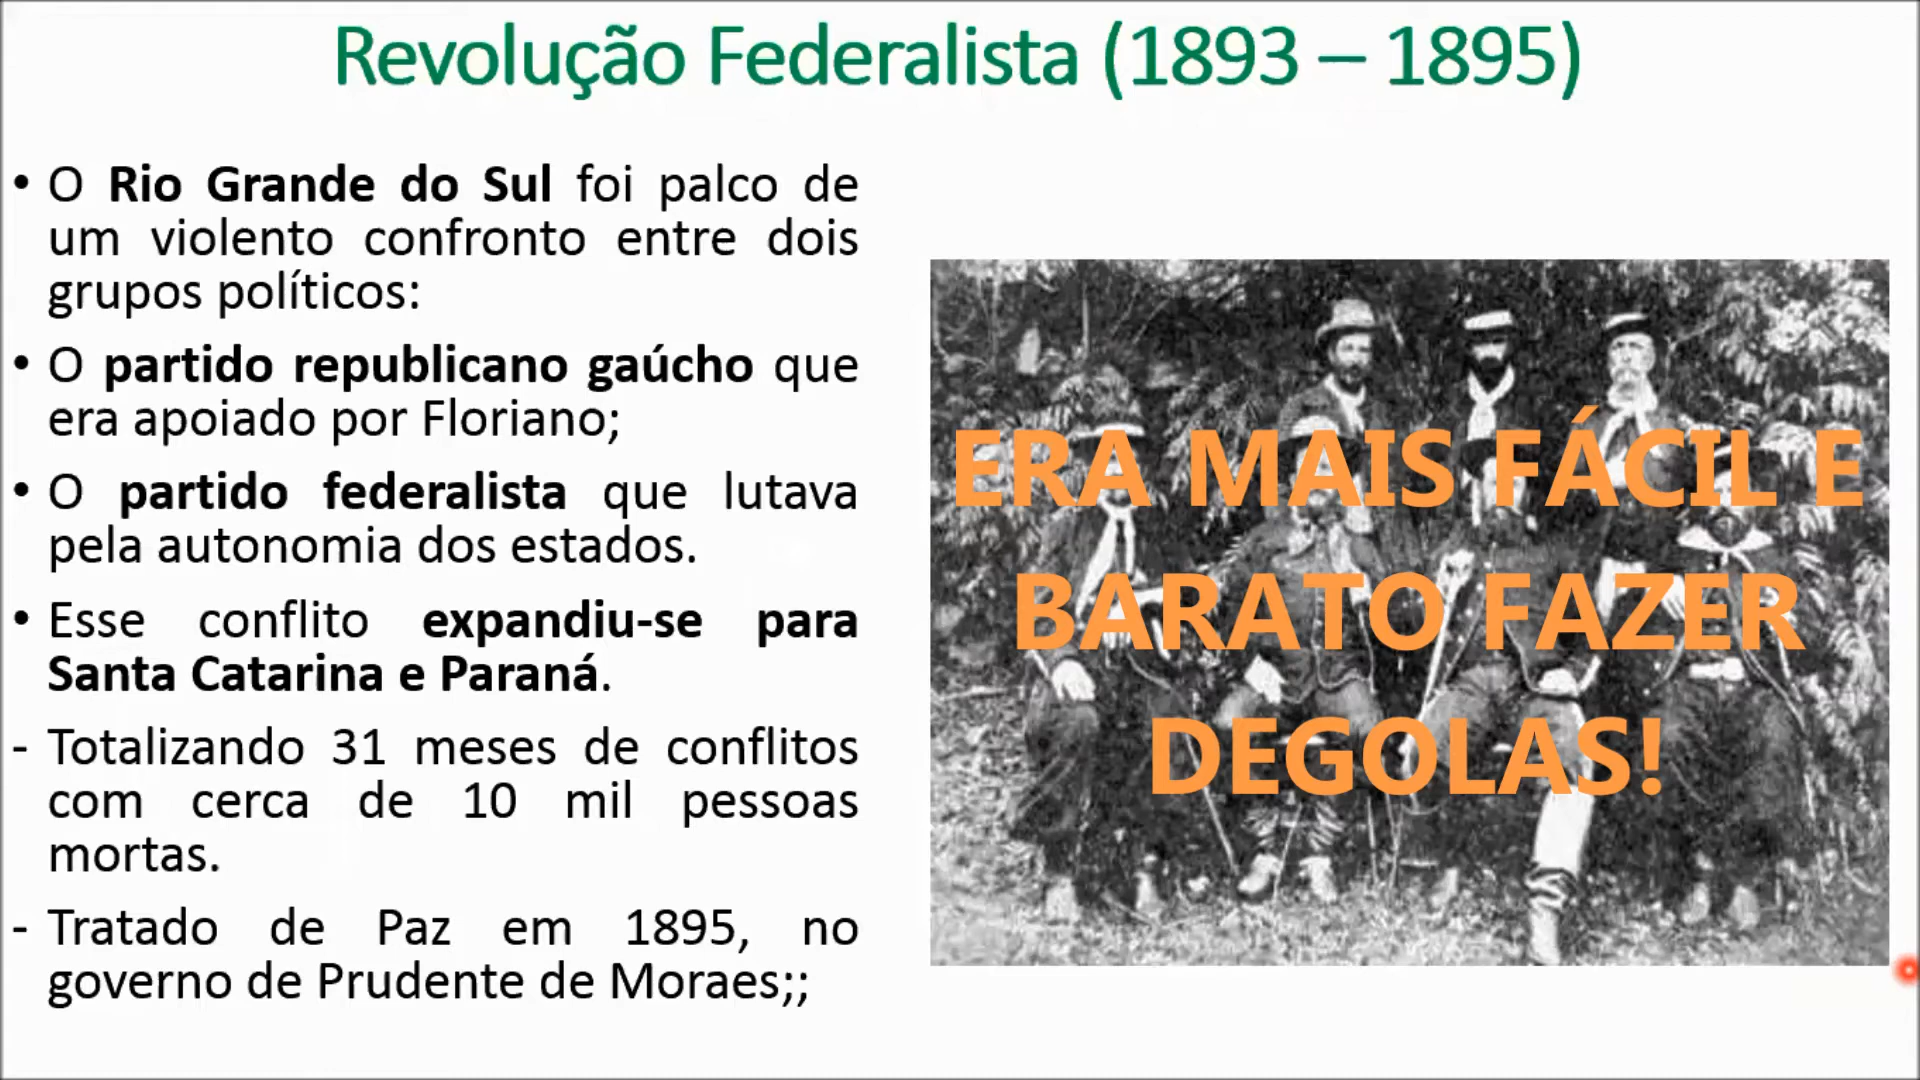 Revolução Federalista (1893 – 1895)
• O Rio Grande do Sul foi palco de
um violento confronto entre dois
grupos políticos:
• O partido republicano gaúcho que
era apoiado por Floriano;
• O partido federalista que lutava
pela autonomia dos estados.
• Esse conflito expandiu-se para
Santa Catarina e Paraná.
- Totalizando 31 meses de conflitos
com cerca de 10 mil pessoas
mortas.
- Tratado de Paz em 1895, no
governo de Prudente de Moraes;;
ERA MAIS FÁCIL E
BARATO FAZER
DEGOLAS!